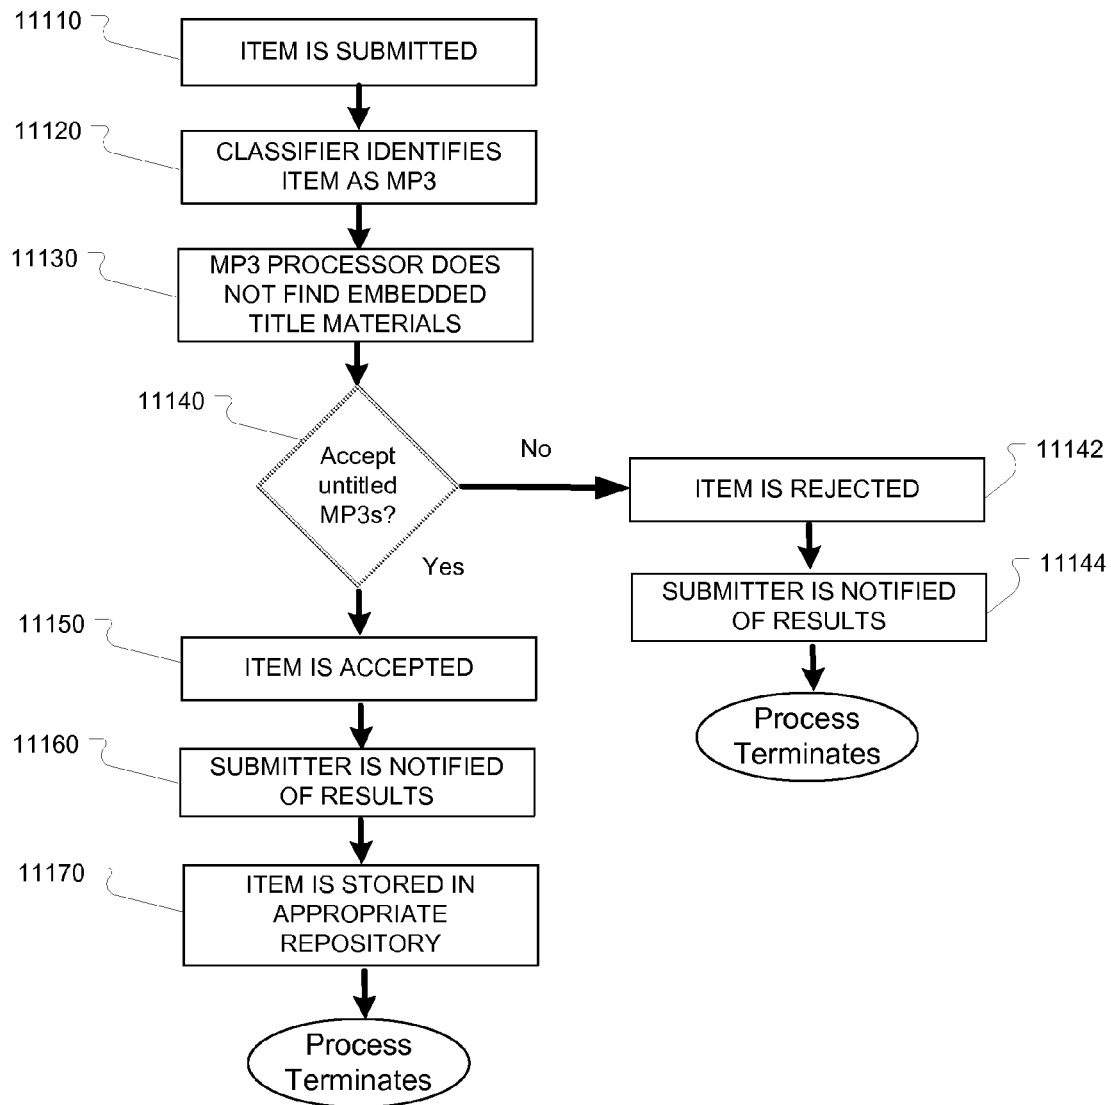 11110
ITEM IS SUBMITTED
11120
CLASSIFIER IDENTIFIES
ITEM AS MP3
11130
MP3 PROCESSOR DOES
NOT FIND EMBEDDED
TITLE MATERIALS
11140
Accept
untitled
MP3s?
No
Yes
11142
ITEM IS REJECTED
11144
SUBMITTER IS NOTIFIED
OF RESULTS
Process
Terminates
11150
ITEM IS ACCEPTED
11160
SUBMITTER IS NOTIFIED
OF RESULTS
11170
ITEM IS STORED IN
APPROPRIATE
REPOSITORY
Process
Terminates